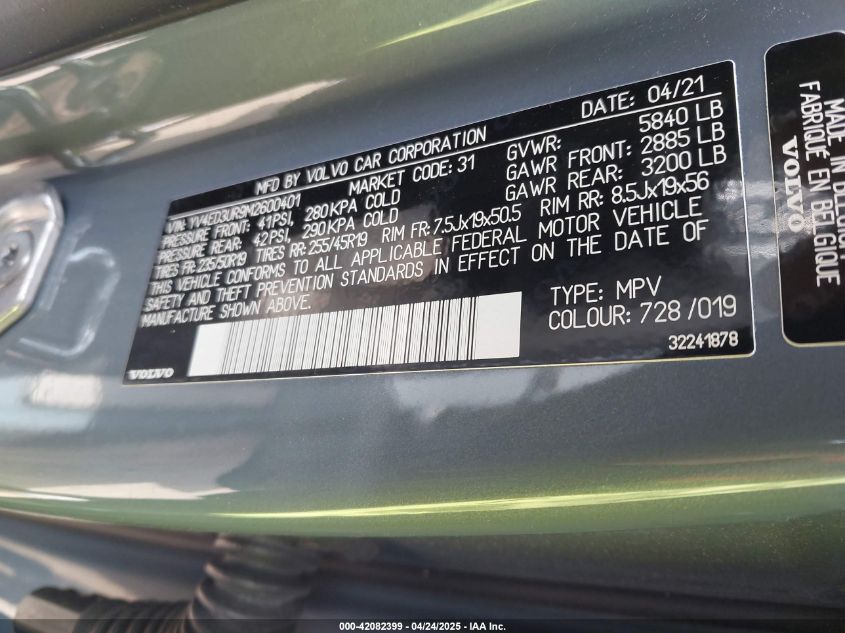 MFD BY VOLVO CAR CORPORATION DATE: 04/21
MARKET CODE: 31 GVWR: 5840 LB
VIN: YV4ED3UR9M2600401 GAWR FRONT: 2885 LB
PRESSURE FRONT: 41PSI, 280KPA COLD GAWR REAR: 3200 LB
PRESSURE REAR: 42PSI, 290KPA COLD
TIRES FR: 235/50R19 TIRES RR: 255/45R19 RIM FR: 7.5Jx19x50.5 RIM RR: 8.5Jx19x56
THIS VEHICLE CONFORMS TO ALL APPLICABLE FEDERAL MOTOR VEHICLE
SAFETY AND THEFT PREVENTION STANDARDS IN EFFECT ON THE DATE OF
MANUFACTURE SHOWN ABOVE.
TYPE: MPV
COLOUR: 728 /019
VOLVO
32241878
MADE IN BELGIUM
FABRIQUÉ EN BELGIQUE
VOLVO
000-42082399 - 04/24/2025 - IAA Inc.